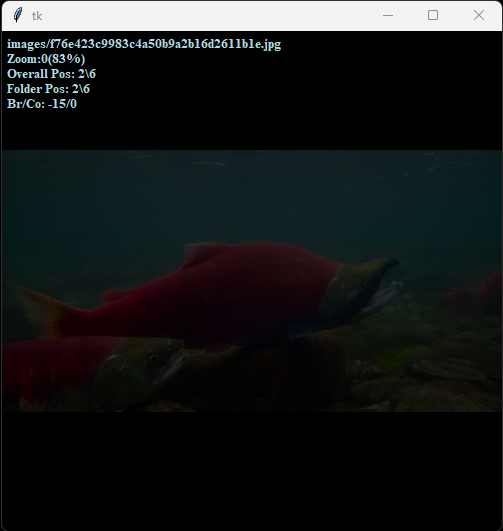 tk
images/f76e423c9983c4a50b9a2b16d2611b1e.jpg
Zoom:0(83%)
Overall Pos: 2\6
Folder Pos: 2\6
Br/Co: -15/0